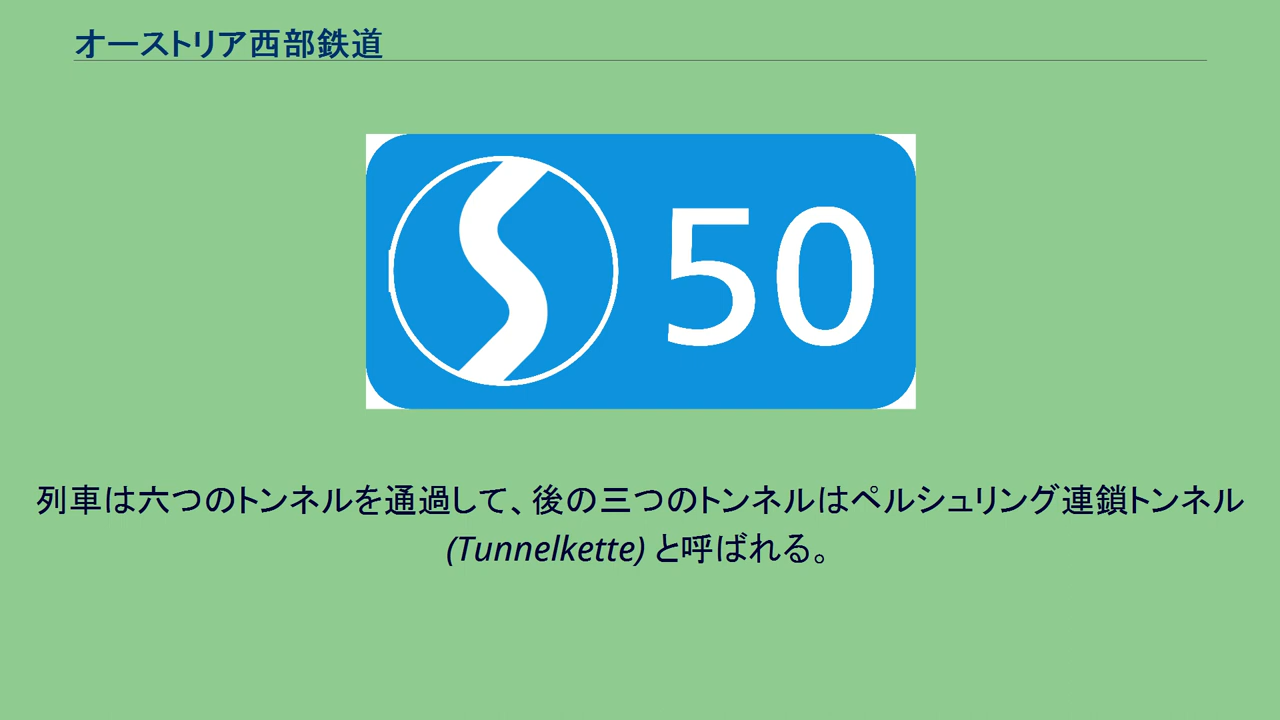 オーストリア西部鉄道
S 50
列車は六つのトンネルを通過して、後の三つのトンネルはペルシュリング連鎖トンネル
(Tunnelkette) と呼ばれる。